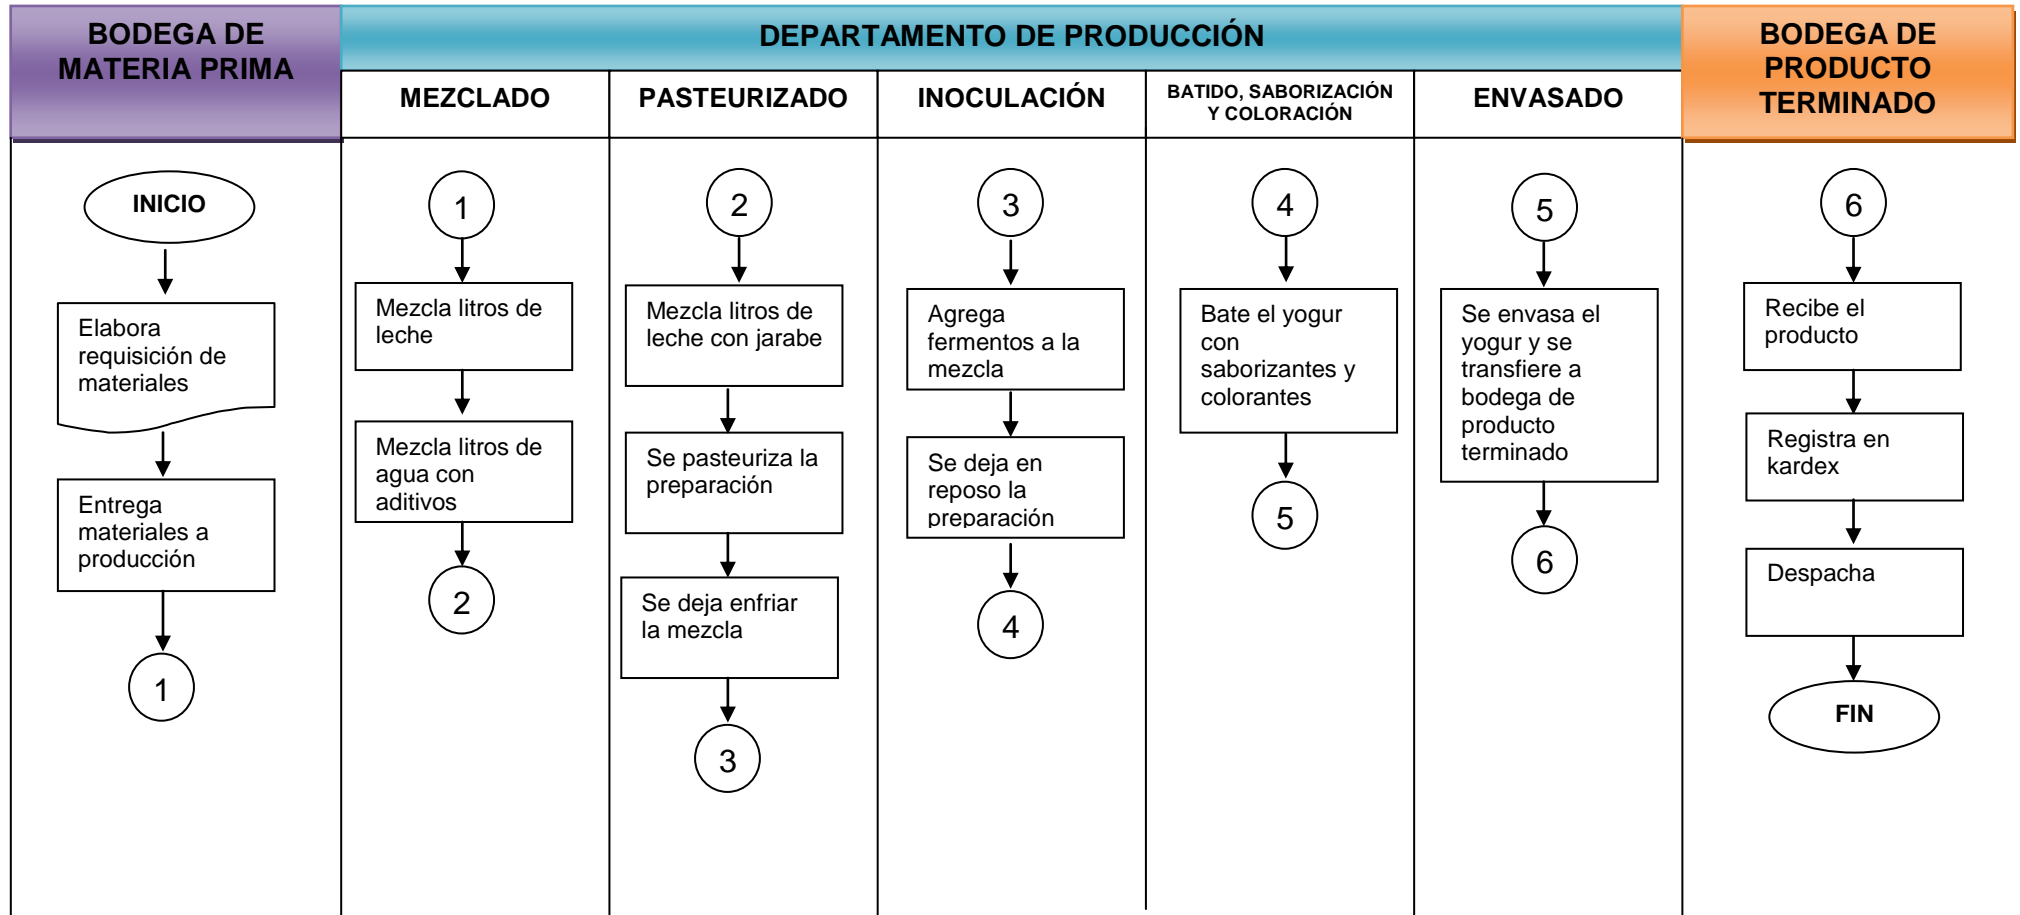 BODEGA DE
MATERIA PRIMA
DEPARTAMENTO DE PRODUCCIÓN
BODEGA DE
PRODUCTO
TERMINADO
MEZCLADO
PASTEURIZADO
INOCULACIÓN
BATIDO, SABORIZACIÓN
Y COLORACIÓN
ENVASADO
INICIO
Elabora
requisición de
materiales
Entrega
materiales a
producción
1
1
Mezcla litros de
leche
Mezcla litros de
agua con
aditivos
2
2
Mezcla litros de
leche con jarabe
Se pasteuriza la
preparación
Se deja enfriar
la mezcla
3
3
Agrega
fermentos a la
mezcla
Se deja en
reposo la
preparación
4
4
Bate el yogur
con
saborizantes y
colorantes
5
5
Se envasa el
yogur y se
transfiere a
bodega de
producto
terminado
6
6
Recibe el
producto
Registra en
kardex
Despacha
FIN